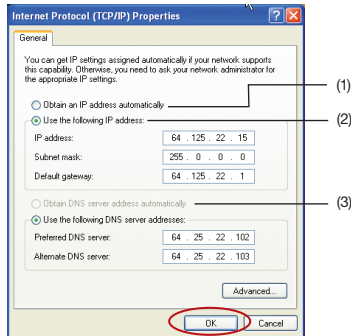 Internet Protocol (TCP/IP) Properties
General
You can get IP settings assigned automatically if your network supports
this capability. Otherwise, you need to ask your network administrator for
the appropriate IP settings.
Obtain an IP address automatically
(1)
Use the following IP address:
(2)
IP address: 64 . 125 . 22 . 15
Subnet mask: 255 . 0 . 0 . 0
Default gateway: 64 . 125 . 22 . 1
Obtain DNS server address automatically
(3)
Use the following DNS server addresses:
Preferred DNS server: 64 . 25 . 22 . 102
Alternate DNS server: 64 . 25 . 22 . 103
Advanced...
OK Cancel